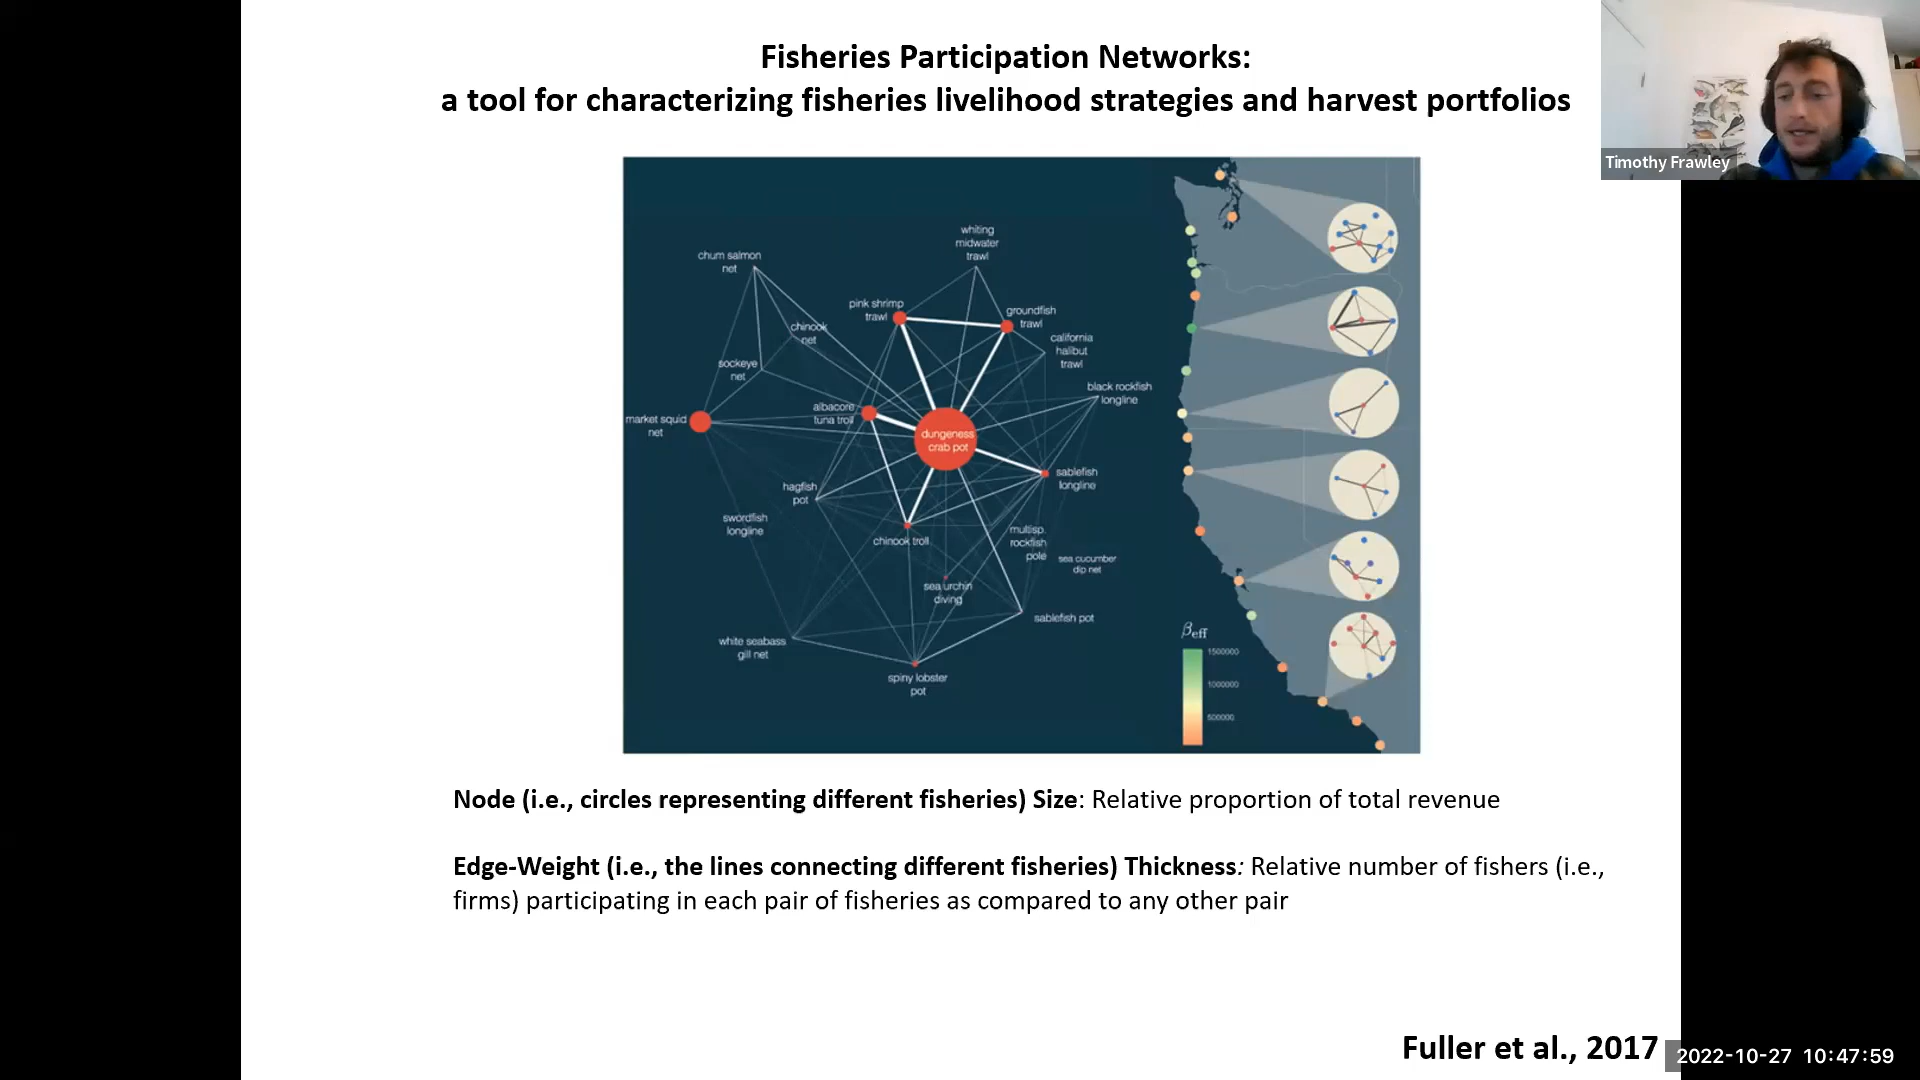 Fisheries Participation Networks:
a tool for characterizing fisheries livelihood strategies and harvest portfolios
Timothy Frawley
whiting
midwater
trawl
chum salmon
net
pink shrimp
trawl
groundfish
trawl
chinook
net
california
halibut
trawl
sockeye
net
black rockfish
longline
albacore
tuna troll
market squid
net
dungeness
crab pot
sablefish
longline
hagfish
pot
swordfish
longline
chinook troll
multisp.
rockfish
pole
sea cucumber
dip net
sea urchin
diving
sablefish pot
white seabass
gill net
spiny lobster
pot
βeff
1500000
1000000
500000
Node (i.e., circles representing different fisheries) Size: Relative proportion of total revenue
Edge-Weight (i.e., the lines connecting different fisheries) Thickness: Relative number of fishers (i.e.,
firms) participating in each pair of fisheries as compared to any other pair
Fuller et al., 2017
2022-10-27 10:47:59